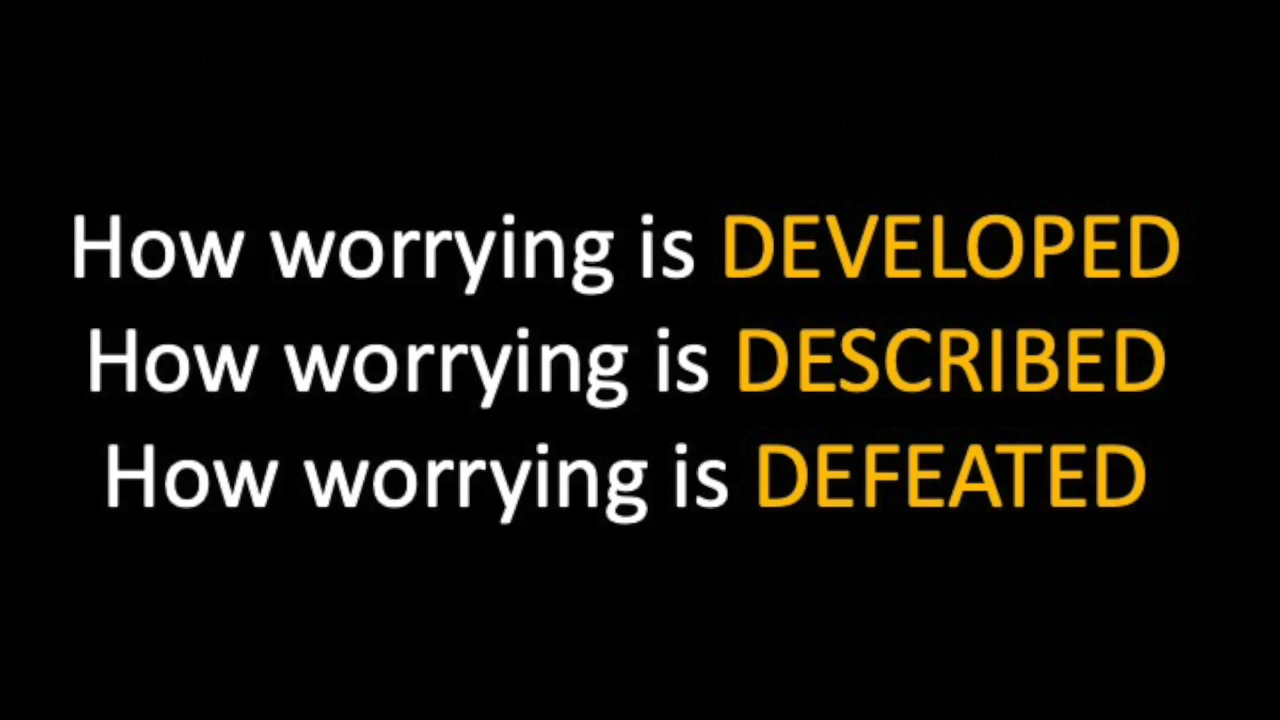 How worrying is DEVELOPED
How worrying is DESCRIBED
How worrying is DEFEATED